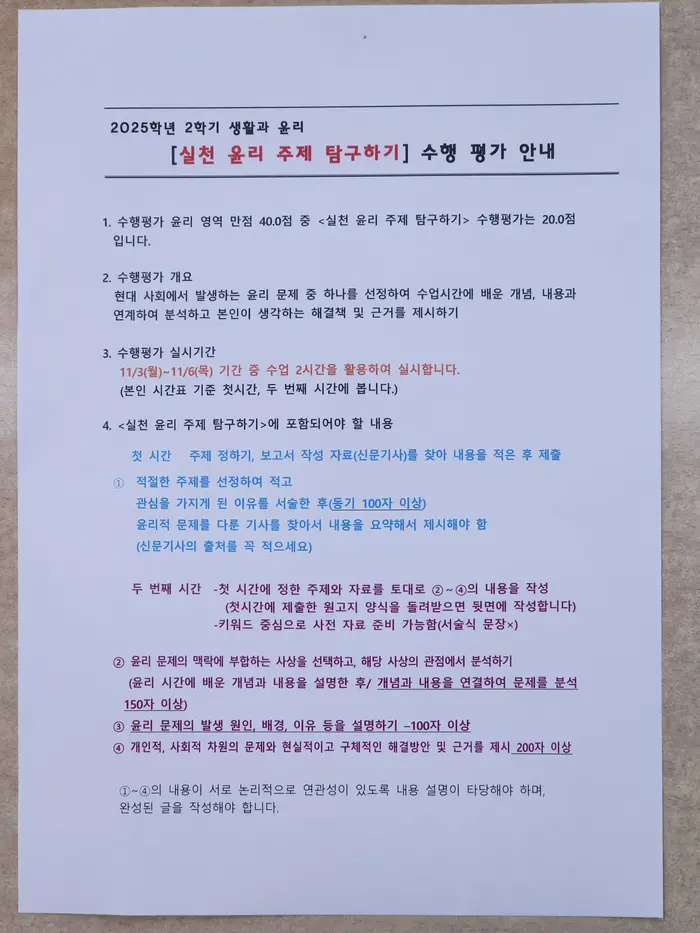 2025학년 2학기 생활과 윤리
[실천 윤리 주제 탐구하기] 수행 평가 안내
1. 수행평가 윤리 영역 만점 40.0점 중 <실천 윤리 주제 탐구하기> 수행평가는 20.0점
입니다.
2. 수행평가 개요
현대 사회에서 발생하는 윤리 문제 중 하나를 선정하여 수업시간에 배운 개념, 내용과
연계하여 분석하고 본인이 생각하는 해결책 및 근거를 제시하기
3. 수행평가 실시기간
11/3(월)~11/6(목) 기간 중 수업 2시간을 활용하여 실시합니다.
(본인 시간표 기준 첫시간, 두 번째 시간에 봅니다.)
4. <실천 윤리 주제 탐구하기>에 포함되어야 할 내용
첫 시간 주제 정하기, 보고서 작성 자료(신문기사)를 찾아 내용을 적은 후 제출
① 적절한 주제를 선정하여 적고
관심을 가지게 된 이유를 서술한 후(동기 100자 이상)
윤리적 문제를 다룬 기사를 찾아서 내용을 요약해서 제시해야 함
(신문기사의 출처를 꼭 적으세요)
두 번째 시간 -첫 시간에 정한 주제와 자료를 토대로 ②~④의 내용을 작성
(첫시간에 제출한 원고지 양식을 돌려받으면 뒷면에 작성합니다)
-키워드 중심으로 사전 자료 준비 가능함(서술식 문장×)
② 윤리 문제의 맥락에 부합하는 사상을 선택하고, 해당 사상의 관점에서 분석하기
(윤리 시간에 배운 개념과 내용을 설명한 후/ 개념과 내용을 연결하여 문제를 분석
150자 이상)
③ 윤리 문제의 발생 원인, 배경, 이유 등을 설명하기 –100자 이상
④ 개인적, 사회적 차원의 문제와 현실적이고 구체적인 해결방안 및 근거를 제시 200자 이상
①~④의 내용이 서로 논리적으로 연관성이 있도록 내용 설명이 타당해야 하며,
완성된 글을 작성해야 합니다.